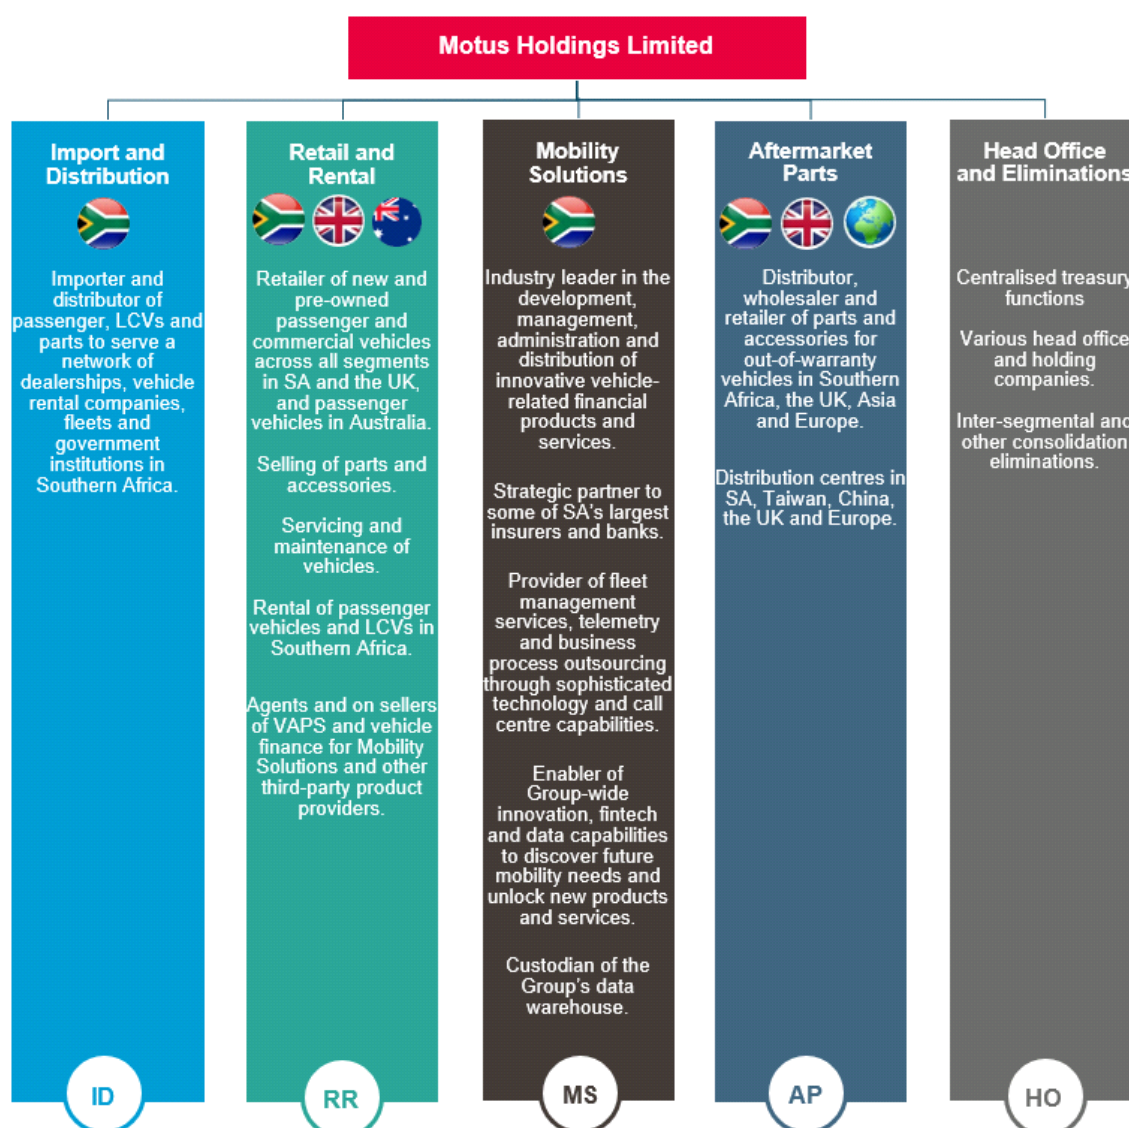 Motus Holdings Limited
Import and
Distribution
Importer and
distributor of
passenger, LCVs and
parts to serve a
network of
dealerships, vehicle
rental companies,
fleets and
government
institutions in
Southern Africa.
ID
Retail and
Rental
Retailer of new and
pre-owned
passenger and
commercial vehicles
across all segments
in SA and the UK,
and passenger
vehicles in Australia.
Selling of parts and
accessories.
Servicing and
maintenance of
vehicles.
Rental of passenger
vehicles and LCVs in
Southern Africa.
Agents and on sellers
of VAPS and vehicle
finance for Mobility
Solutions and other
third-party product
providers.
RR
Mobility
Solutions
Industry leader in the
development,
management,
administration and
distribution of
innovative vehicle-
related financial
products and
services.
Strategic partner to
some of SA's largest
insurers and banks.
Provider of fleet
management
services, telemetry
and business
process outsourcing
through sophisticated
technology and call
centre capabilities.
Enabler of
Group-wide
innovation, fintech
and data capabilities
to discover future
mobility needs and
unlock new products
and services.
Custodian of the
Group's data
warehouse.
MS
Aftermarket
Parts
Distributor,
wholesaler and
retailer of parts and
accessories for
out-of-warranty
vehicles in Southern
Africa, the UK, Asia
and Europe.
Distribution centres in
SA, Taiwan, China,
the UK and Europe.
AP
Head Office
and Eliminations
Centralised treasury
functions
Various head office
and holding
companies.
Inter-segmental and
other consolidation
eliminations.
HO